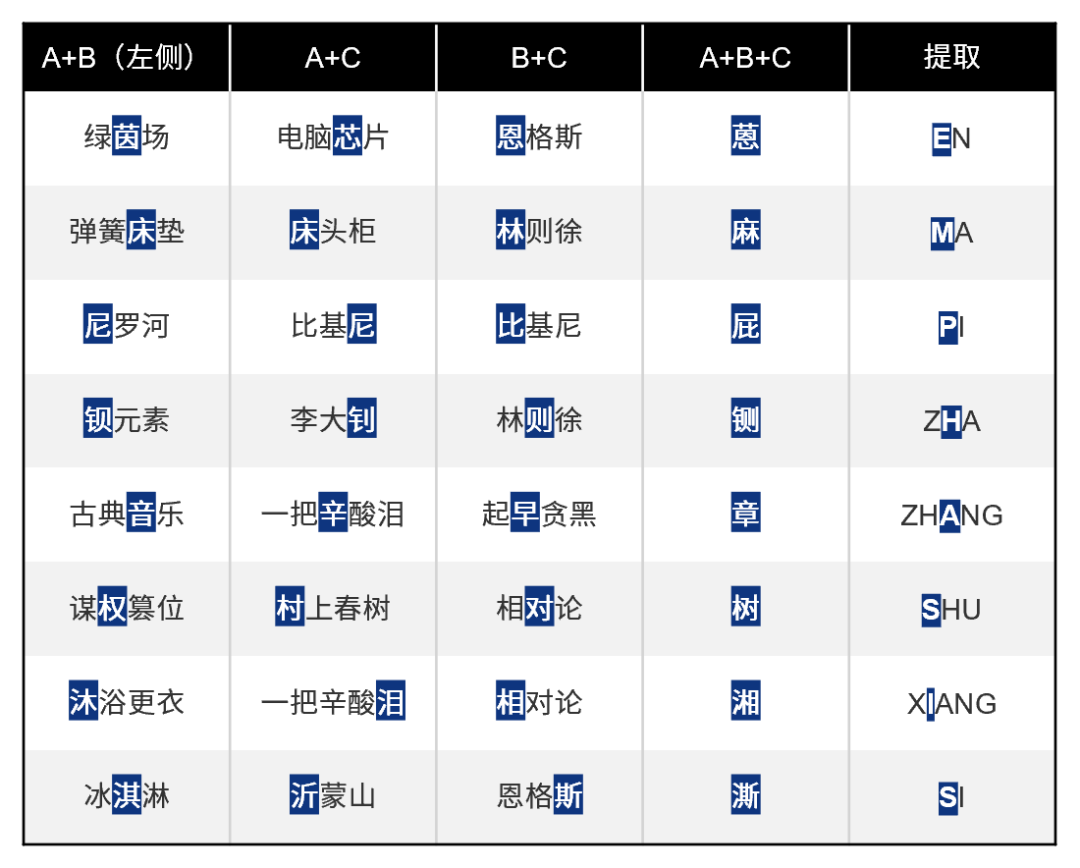 A+B（左侧） A+C B+C A+B+C 提取
绿茵场 电脑芯片 恩格斯 蒽 EN
弹簧床垫 床头柜 林则徐 麻 MA
尼罗河 比基尼 比基尼 屁 PI
钡元素 李大钊 林则徐 铡 ZHA
古典音乐 一把辛酸泪 起早贪黑 章 ZHANG
谋权篡位 村上春树 相对论 树 SHU
沐浴更衣 一把辛酸泪 相对论 湘 XIANG
冰淇淋 沂蒙山 恩格斯 澌 SI